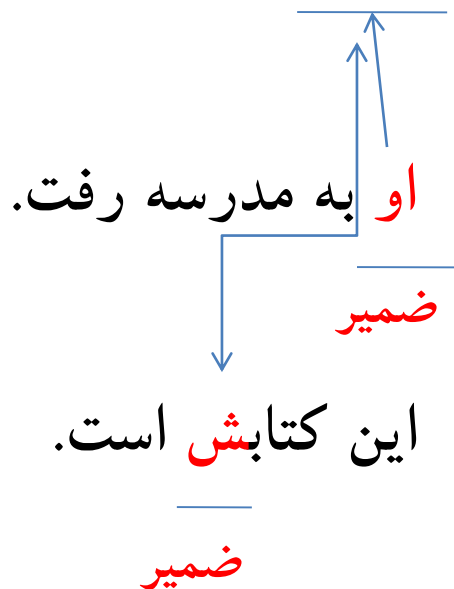 او به مدرسه رفت.
ضمیر
این کتابش است.
ضمیر